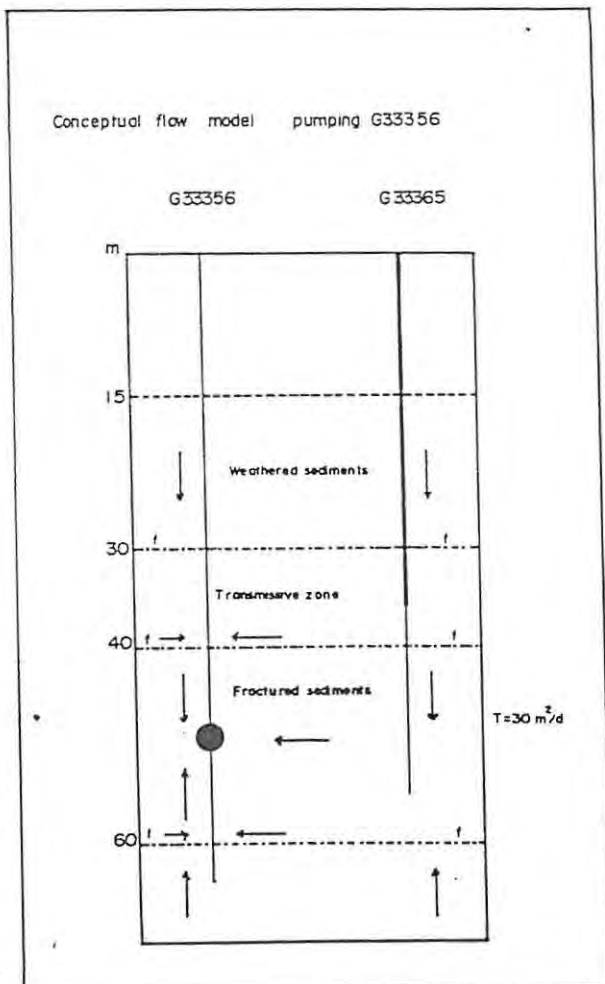 Conceptual flow model pumping G33356
G33356 G33365
m
15
Weathered sediments
f f
30
Transmissive zone
f f
40
Fractured sediments
T=30 m²/d
f f
60